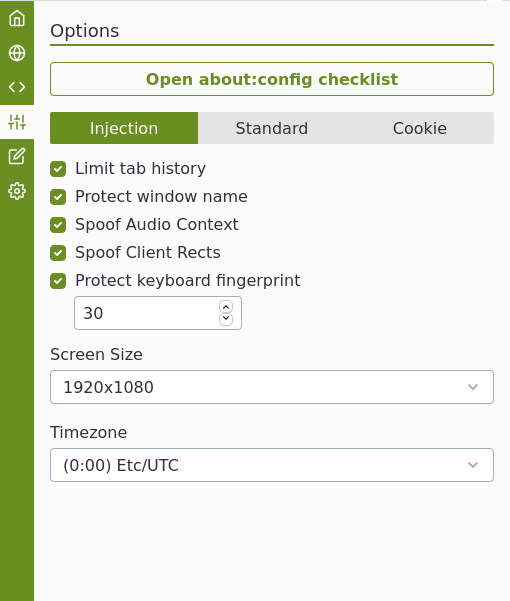 Options
Open about:config checklist
Injection Standard Cookie
Limit tab history
Protect window name
Spoof Audio Context
Spoof Client Rects
Protect keyboard fingerprint
30
Screen Size
1920x1080
Timezone
(0:00) Etc/UTC